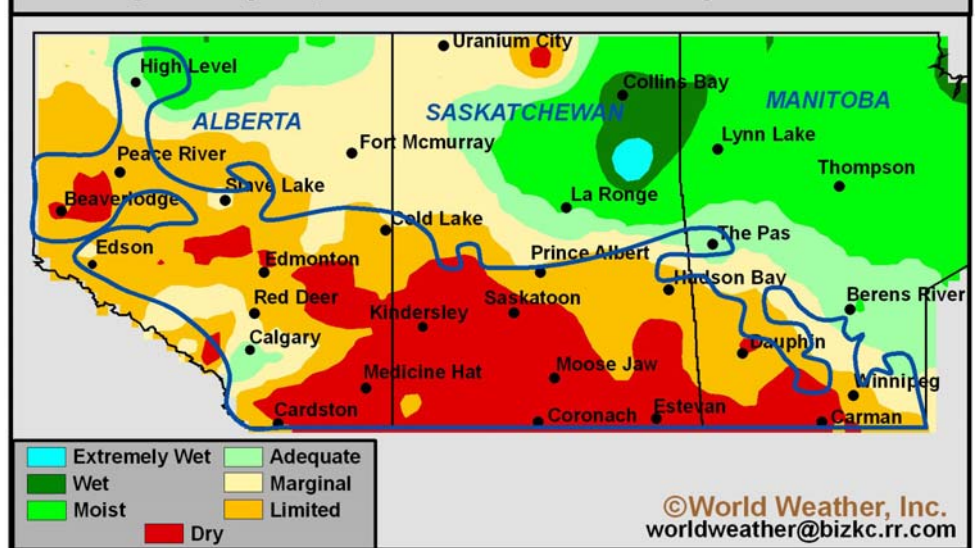 Uranium City
High Level
Collins Bay
ALBERTA
SASKATCHEWAN
MANITOBA
Fort Mcmurray
Lynn Lake
Peace River
Thompson
Slave Lake
La Ronge
Beaverlodge
Cold Lake
The Pas
Edson
Prince Albert
Edmonton
Hudson Bay
Red Deer
Saskatoon
Berens River
Kindersley
Calgary
Dauphin
Moose Jaw
Medicine Hat
Winnipeg
Cardston
Coronach
Estevan
Carman
Extremely Wet
Adequate
Wet
Marginal
Moist
Limited
Dry
©World Weather, Inc.
worldweather@bizkc.rr.com